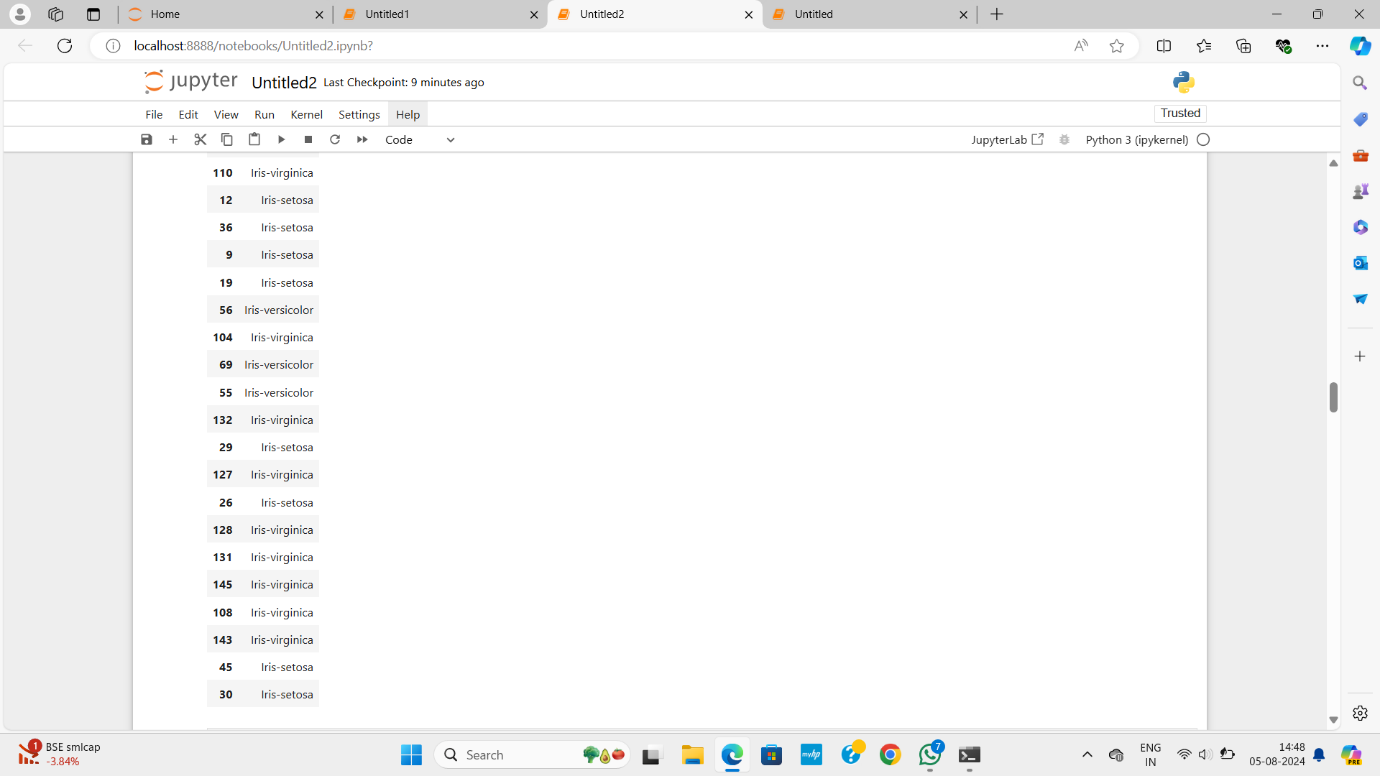 Home
Untitled1
Untitled2
Untitled
localhost:8888/notebooks/Untitled2.ipynb?
jupyter Untitled2 Last Checkpoint: 9 minutes ago
File Edit View Run Kernel Settings Help
Trusted
Code
JupyterLab
Python 3 (ipykernel)
110 Iris-virginica
12 Iris-setosa
36 Iris-setosa
9 Iris-setosa
19 Iris-setosa
56 Iris-versicolor
104 Iris-virginica
69 Iris-versicolor
55 Iris-versicolor
132 Iris-virginica
29 Iris-setosa
127 Iris-virginica
26 Iris-setosa
128 Iris-virginica
131 Iris-virginica
145 Iris-virginica
108 Iris-virginica
143 Iris-virginica
45 Iris-setosa
30 Iris-setosa
1
BSE smlcap
-3.84%
Search
myhp
7
ENG
IN
14:48
05-08-2024
PRE